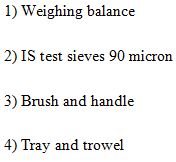 1) Weighing balance
2) IS test sieves 90 micron
3) Brush and handle
4) Tray and trowel